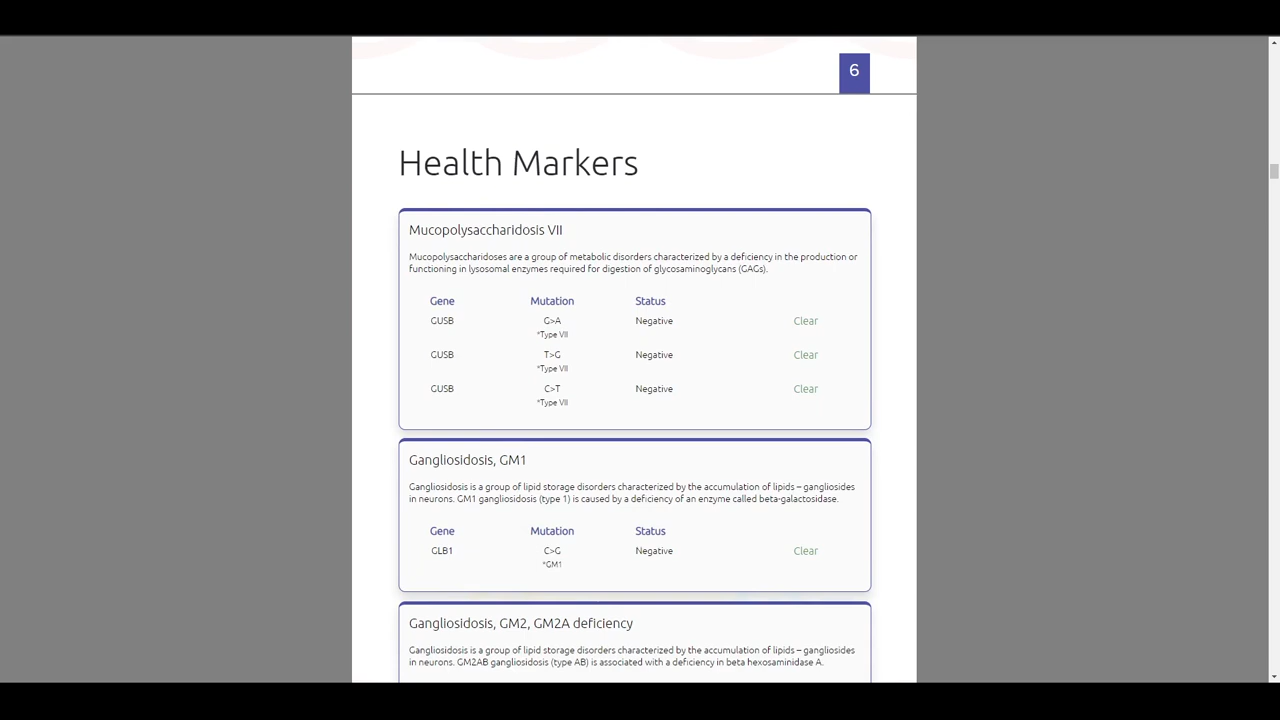 6
Health Markers
Mucopolysaccharidosis VII
Mucopolysaccharidoses are a group of metabolic disorders characterized by a deficiency in the production or
functioning in lysosomal enzymes required for digestion of glycosaminoglycans (GAGs).
Gene Mutation Status
GUSB G>A Negative Clear
*Type VII
GUSB T>G Negative Clear
*Type VII
GUSB C>T Negative Clear
*Type VII
Gangliosidosis, GM1
Gangliosidosis is a group of lipid storage disorders characterized by the accumulation of lipids – gangliosides
in neurons. GM1 gangliosidosis (type 1) is caused by a deficiency of an enzyme called beta-galactosidase.
Gene Mutation Status
GLB1 C>G Negative Clear
*GM1
Gangliosidosis, GM2, GM2A deficiency
Gangliosidosis is a group of lipid storage disorders characterized by the accumulation of lipids – gangliosides
in neurons. GM2AB gangliosidosis (type AB) is associated with a deficiency in beta hexosaminidase A.